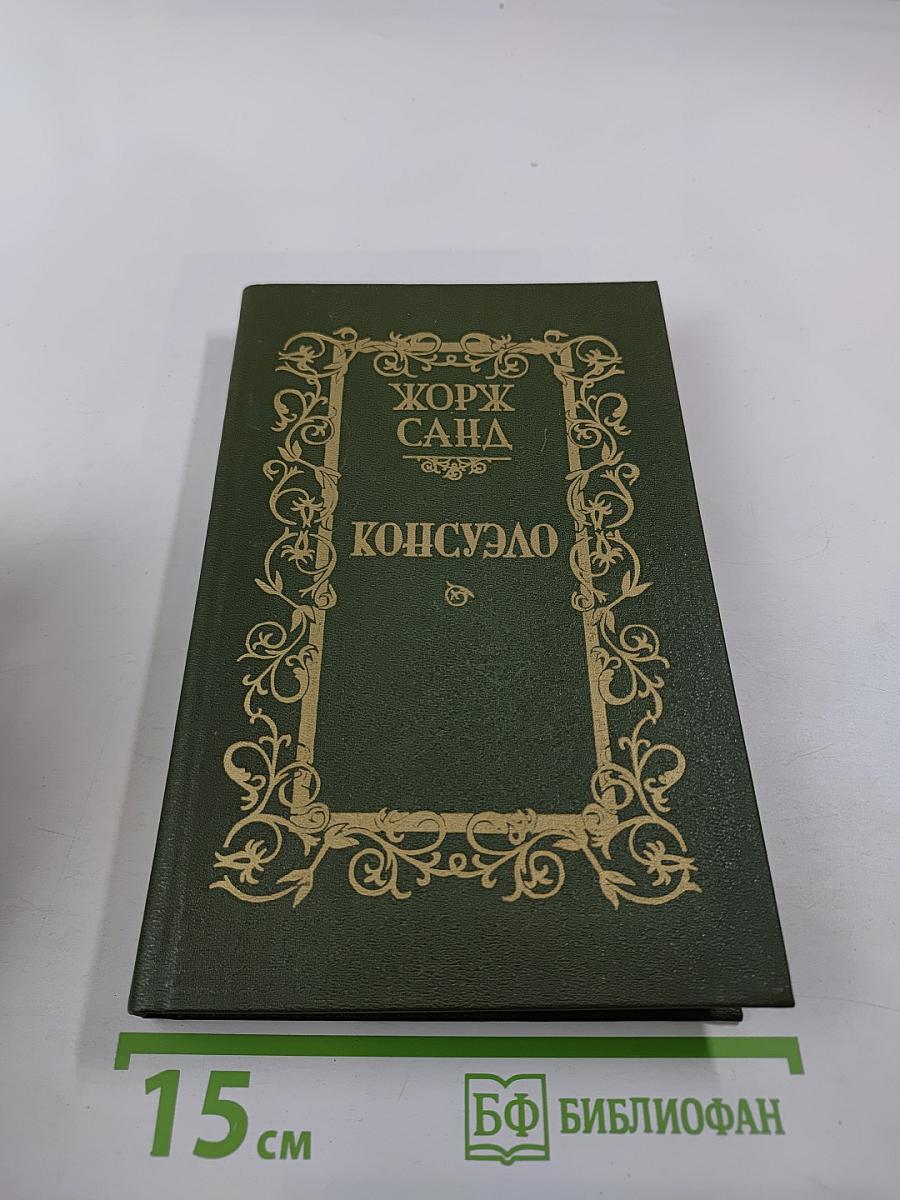 ЖОРЖ
САНД
КОНСУЭЛО
15 см
БФ БИБЛИОФАН